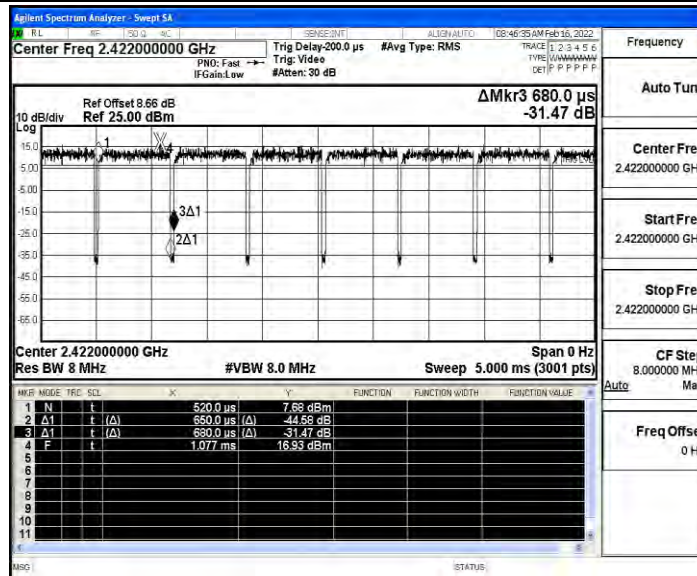 Agilent Spectrum Analyzer - Swept SA
RL RF 50 Ω AC SENSE:INT ALIGN AUTO 08:46:35 AM Feb 16, 2022
Center Freq 2.422000000 GHz
PNO: Fast
IFGain:Low
Trig Delay-200.0 µs
Trig: Video
#Atten: 30 dB
#Avg Type: RMS
TRACE 1 2 3 4 5 6
TYPE WWWWWW
DET P P P P P P
Frequency
Ref Offset 8.66 dB
10 dB/div Ref 25.00 dBm
ΔMkr3 680.0 µs
-31.47 dB
Auto Tun
Log
15.0
5.00
-5.00
-15.0
-25.0
-35.0
-45.0
-55.0
-65.0
1
4
3Δ1
2Δ1
Center Fre
2.422000000 GH
Start Fre
2.422000000 GH
Stop Fre
2.422000000 GH
Center 2.422000000 GHz Span 0 Hz
Res BW 8 MHz #VBW 8.0 MHz Sweep 5.000 ms (3001 pts)
CF Ste
8.000000 MH
Auto Ma
Freq Offse
0 H
MKR MODE TRC SCL X Y FUNCTION FUNCTION WIDTH FUNCTION VALUE
1 N t 520.0 µs 7.68 dBm
2 Δ1 t (Δ) 650.0 µs (Δ) -44.58 dB
3 Δ1 t (Δ) 680.0 µs (Δ) -31.47 dB
4 F t 1.077 ms 16.93 dBm
5
6
7
8
9
10
11
MSG STATUS